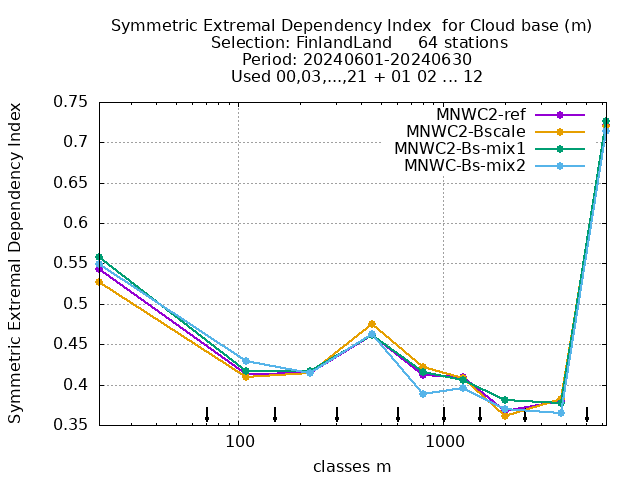 Symmetric Extremal Dependency Index  for Cloud base (m)
Selection: FinlandLand     64 stations
Period: 20240601-20240630
Used 00,03,...,21 + 01 02 ... 12
Symmetric Extremal Dependency Index
0.75
0.7
0.65
0.6
0.55
0.5
0.45
0.4
0.35
MNWC2-ref
MNWC2-Bscale
MNWC2-Bs-mix1
MNWC-Bs-mix2
100
1000
classes m